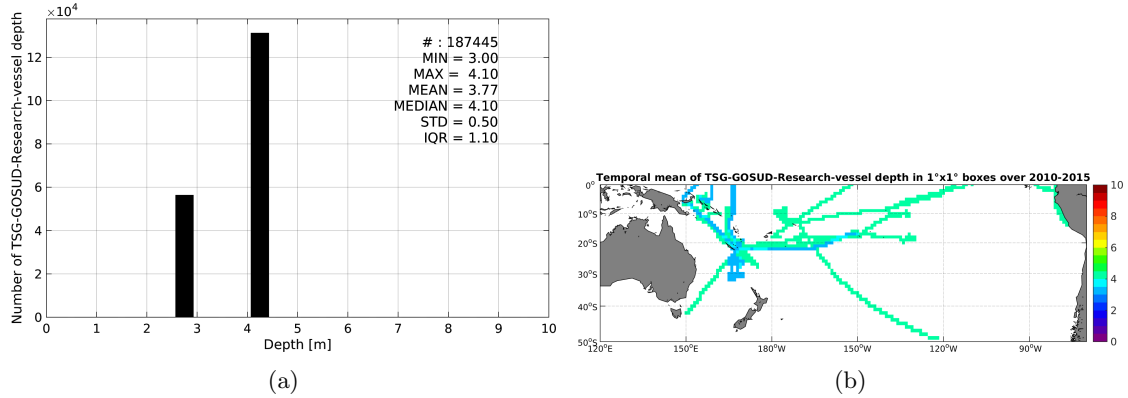 ×10⁴
Number of TSG-GOSUD-Research-vessel depth
12
10
8
6
4
2
0
# : 187445
MIN = 3.00
MAX = 4.10
MEAN = 3.77
MEDIAN = 4.10
STD = 0.50
IQR = 1.10
0 1 2 3 4 5 6 7 8 9 10
Depth [m]
(a)
Temporal mean of TSG-GOSUD-Research-vessel depth in 1°x1° boxes over 2010-2015
0°
10°S
20°S
30°S
40°S
50°S
120°E 150°E 180°W 150°W 120°W 90°W
10
8
6
4
2
0
(b)